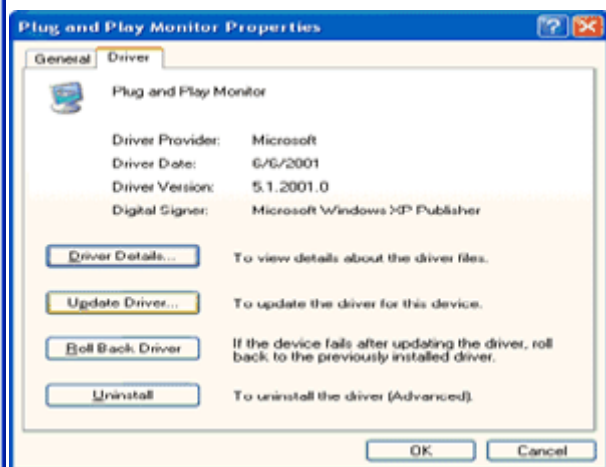 Plug and Play Monitor Properties
General Driver
Plug and Play Monitor
Driver Provider: Microsoft
Driver Date: 6/6/2001
Driver Version: 5.1.2001.0
Digital Signer: Microsoft Windows XP Publisher
Driver Details... To view details about the driver files.
Update Driver... To update the driver for this device.
Roll Back Driver If the device fails after updating the driver, roll
back to the previously installed driver.
Uninstall To uninstall the driver (Advanced).
OK Cancel